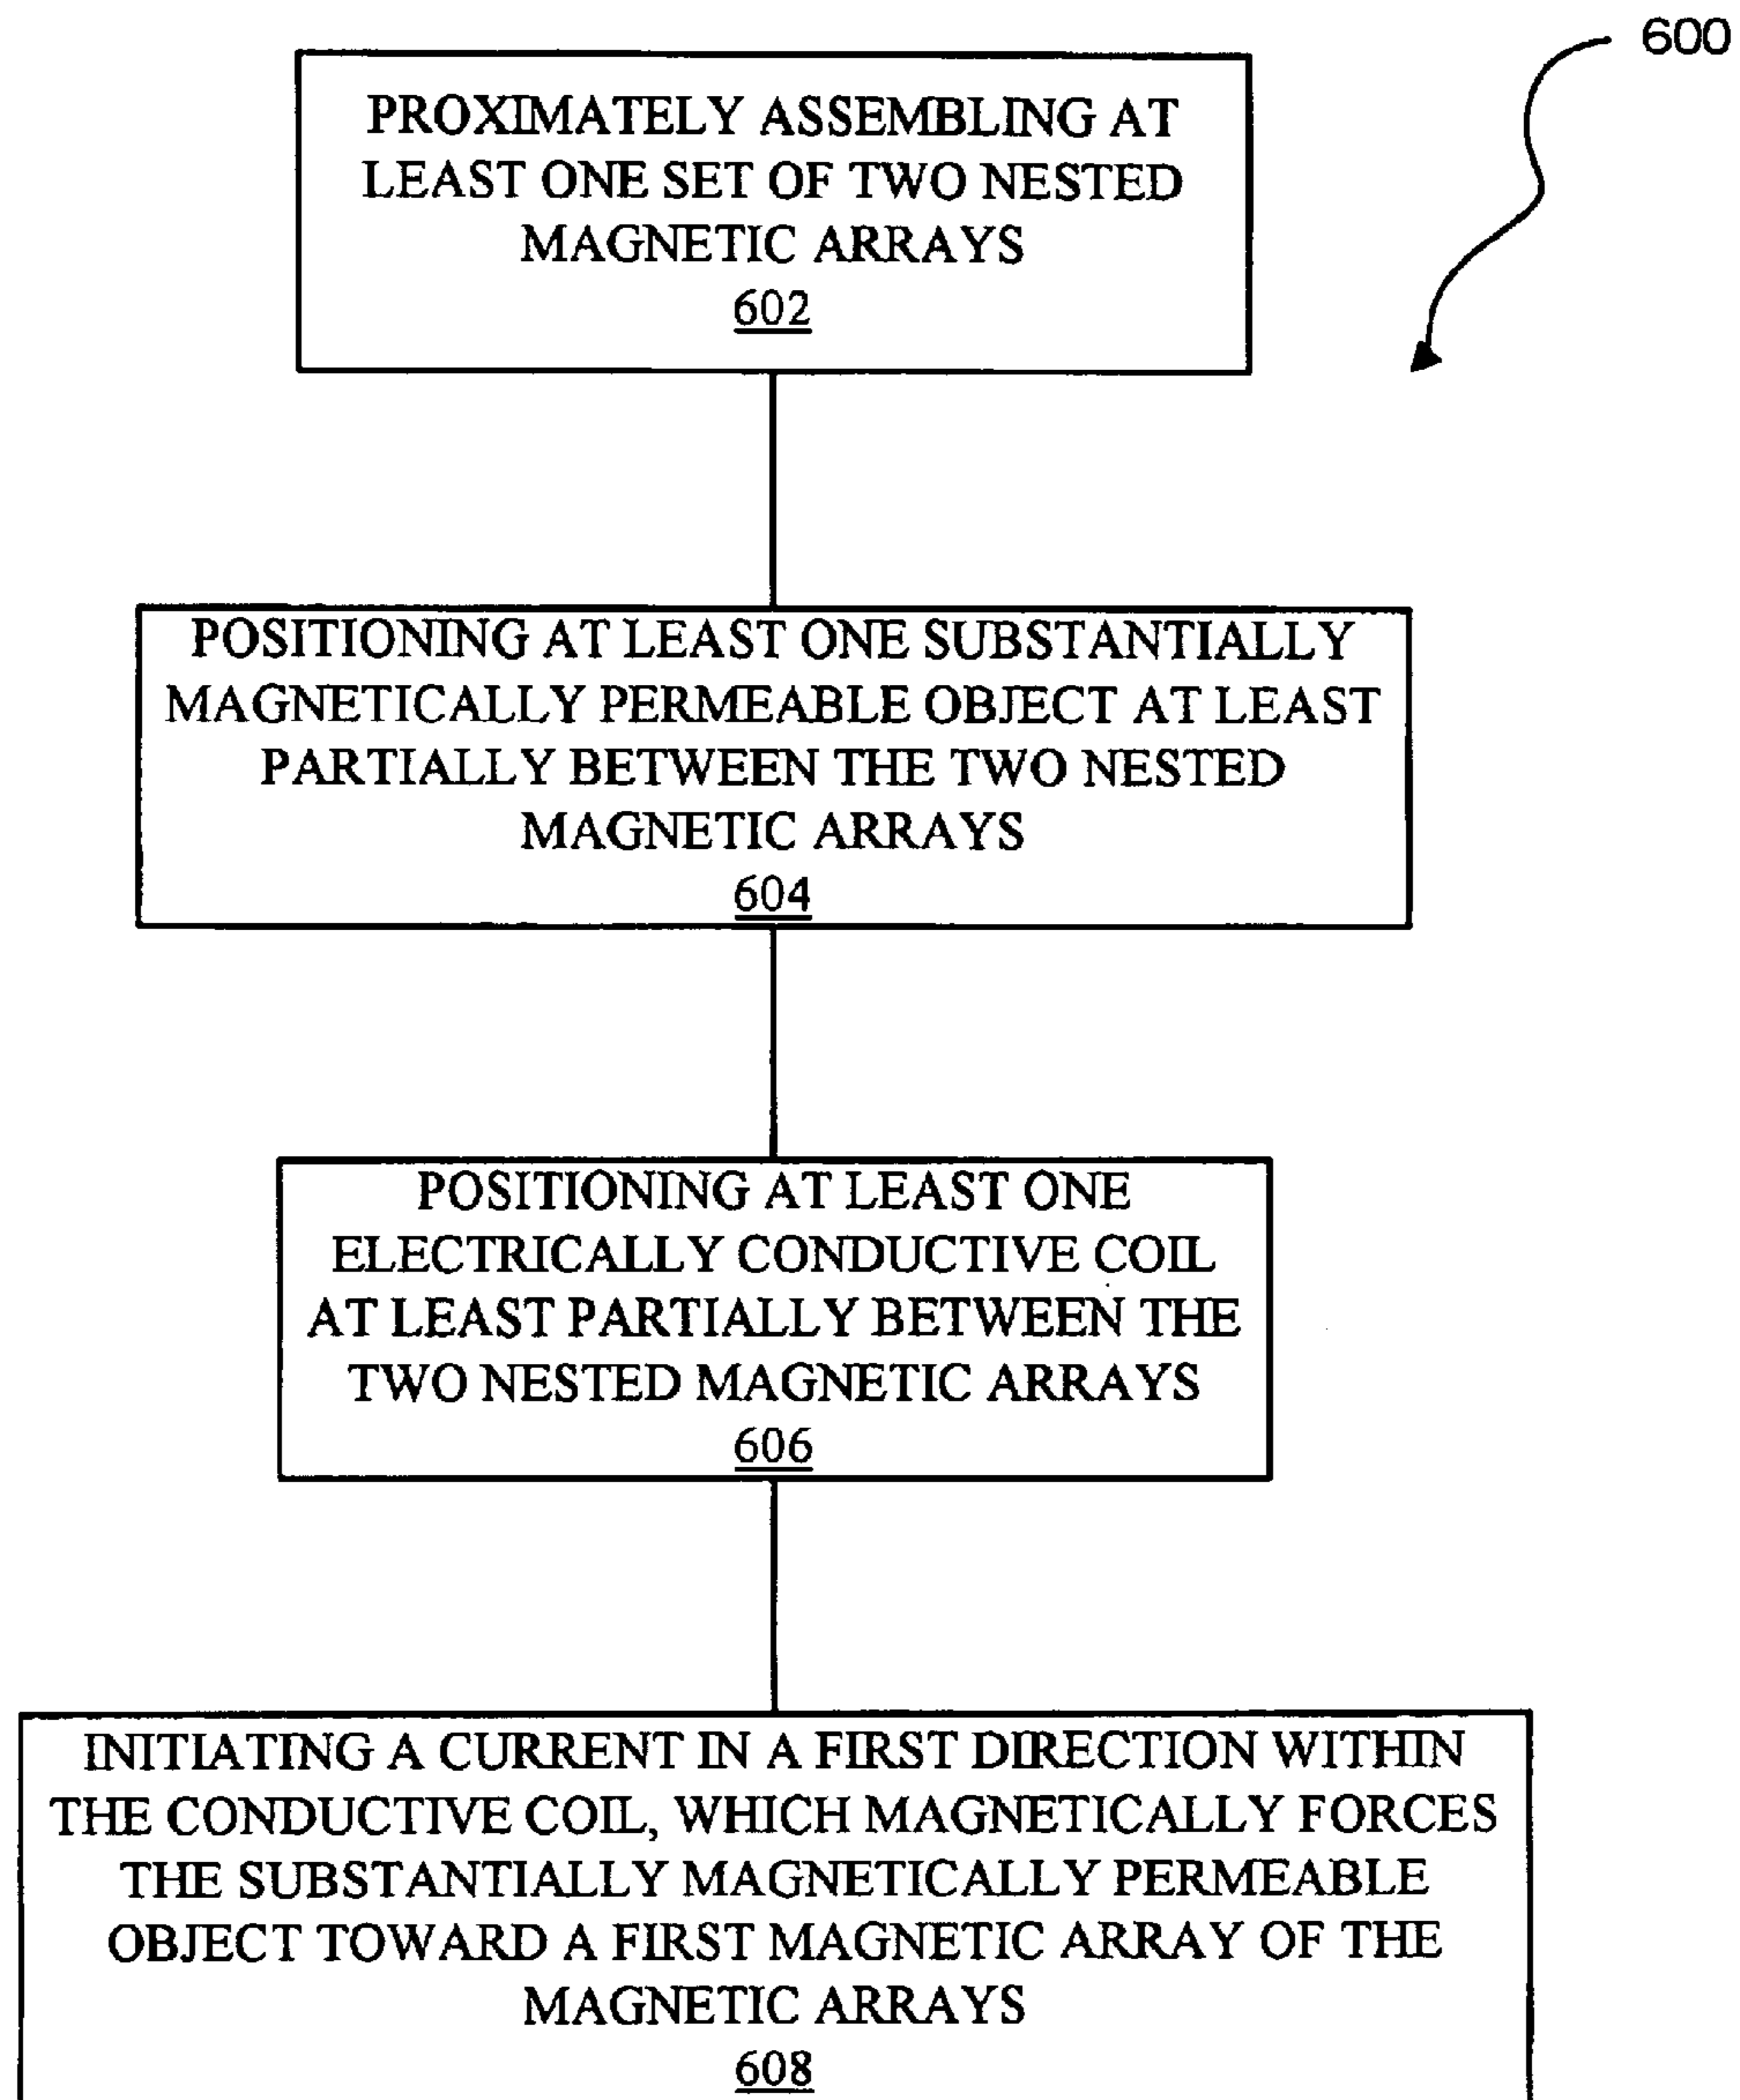 600
PROXIMATELY ASSEMBLING AT
LEAST ONE SET OF TWO NESTED
MAGNETIC ARRAYS
602
POSITIONING AT LEAST ONE SUBSTANTIALLY
MAGNETICALLY PERMEABLE OBJECT AT LEAST
PARTIALLY BETWEEN THE TWO NESTED
MAGNETIC ARRAYS
604
POSITIONING AT LEAST ONE
ELECTRICALLY CONDUCTIVE COIL
AT LEAST PARTIALLY BETWEEN THE
TWO NESTED MAGNETIC ARRAYS
606
INITIATING A CURRENT IN A FIRST DIRECTION WITHIN
THE CONDUCTIVE COIL, WHICH MAGNETICALLY FORCES
THE SUBSTANTIALLY MAGNETICALLY PERMEABLE
OBJECT TOWARD A FIRST MAGNETIC ARRAY OF THE
MAGNETIC ARRAYS
608